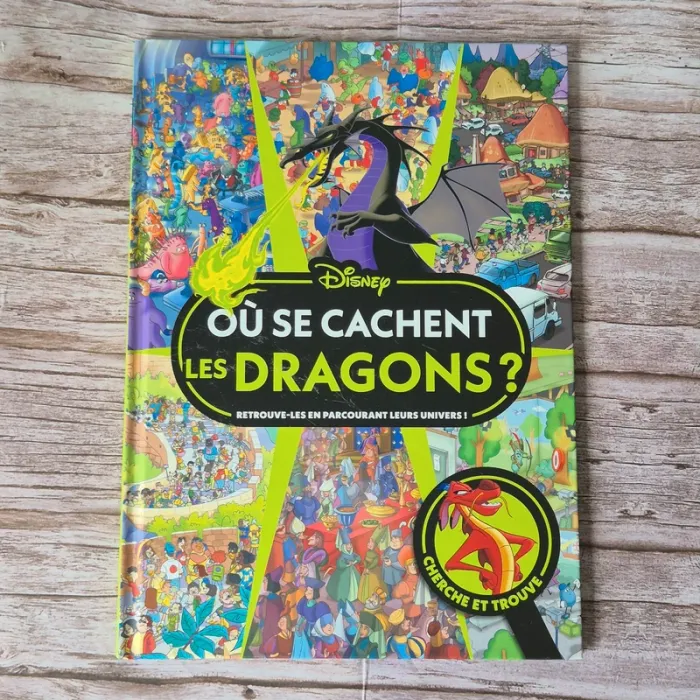 Disney
OÙ SE CACHENT
LES DRAGONS ?
RETROUVE-LES EN PARCOURANT LEURS UNIVERS !
CHERCHE ET TROUVE